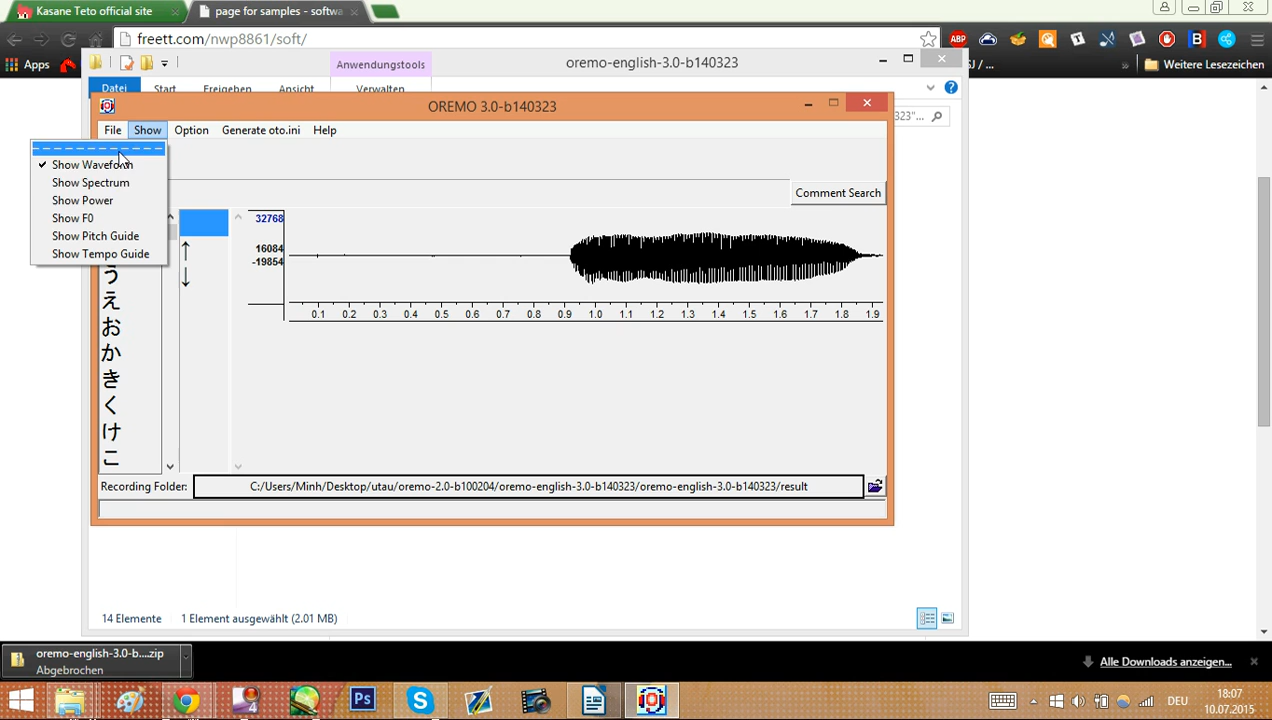 Kasane Teto official site
page for samples - softwa
freett.com/nwp8861/soft/
ABP
Apps
J / ...
Weitere Lesezeichen
Anwendungstools
oremo-english-3.0-b140323
Datei
Start
Freigeben
Ansicht
Verwalten
323"...
OREMO 3.0-b140323
File
Show
Option
Generate oto.ini
Help
Show Waveform
Show Spectrum
Show Power
Show F0
Show Pitch Guide
Show Tempo Guide
Comment Search
32768
16084
-19854
0.1 0.2 0.3 0.4 0.5 0.6 0.7 0.8 0.9 1.0 1.1 1.2 1.3 1.4 1.5 1.6 1.7 1.8 1.9
う
え
お
か
き
く
け
こ
Recording Folder:
C:/Users/Minh/Desktop/utau/oremo-2.0-b100204/oremo-english-3.0-b140323/oremo-english-3.0-b140323/result
14 Elemente
1 Element ausgewählt (2.01 MB)
oremo-english-3.0-b....zip
Abgebrochen
Alle Downloads anzeigen...
4
Ps
DEU
18:07
10.07.2015